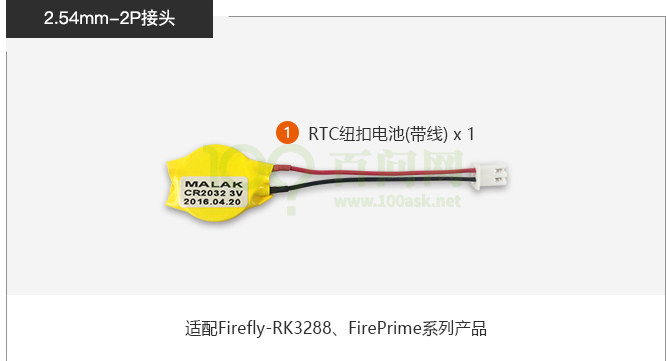 2.54mm-2P接头
1 RTC纽扣电池(带线) x 1
100 百问网
www.100ask.net
MALAK
CR2032 3V
2016.04.20
适配Firefly-RK3288、FirePrime系列产品